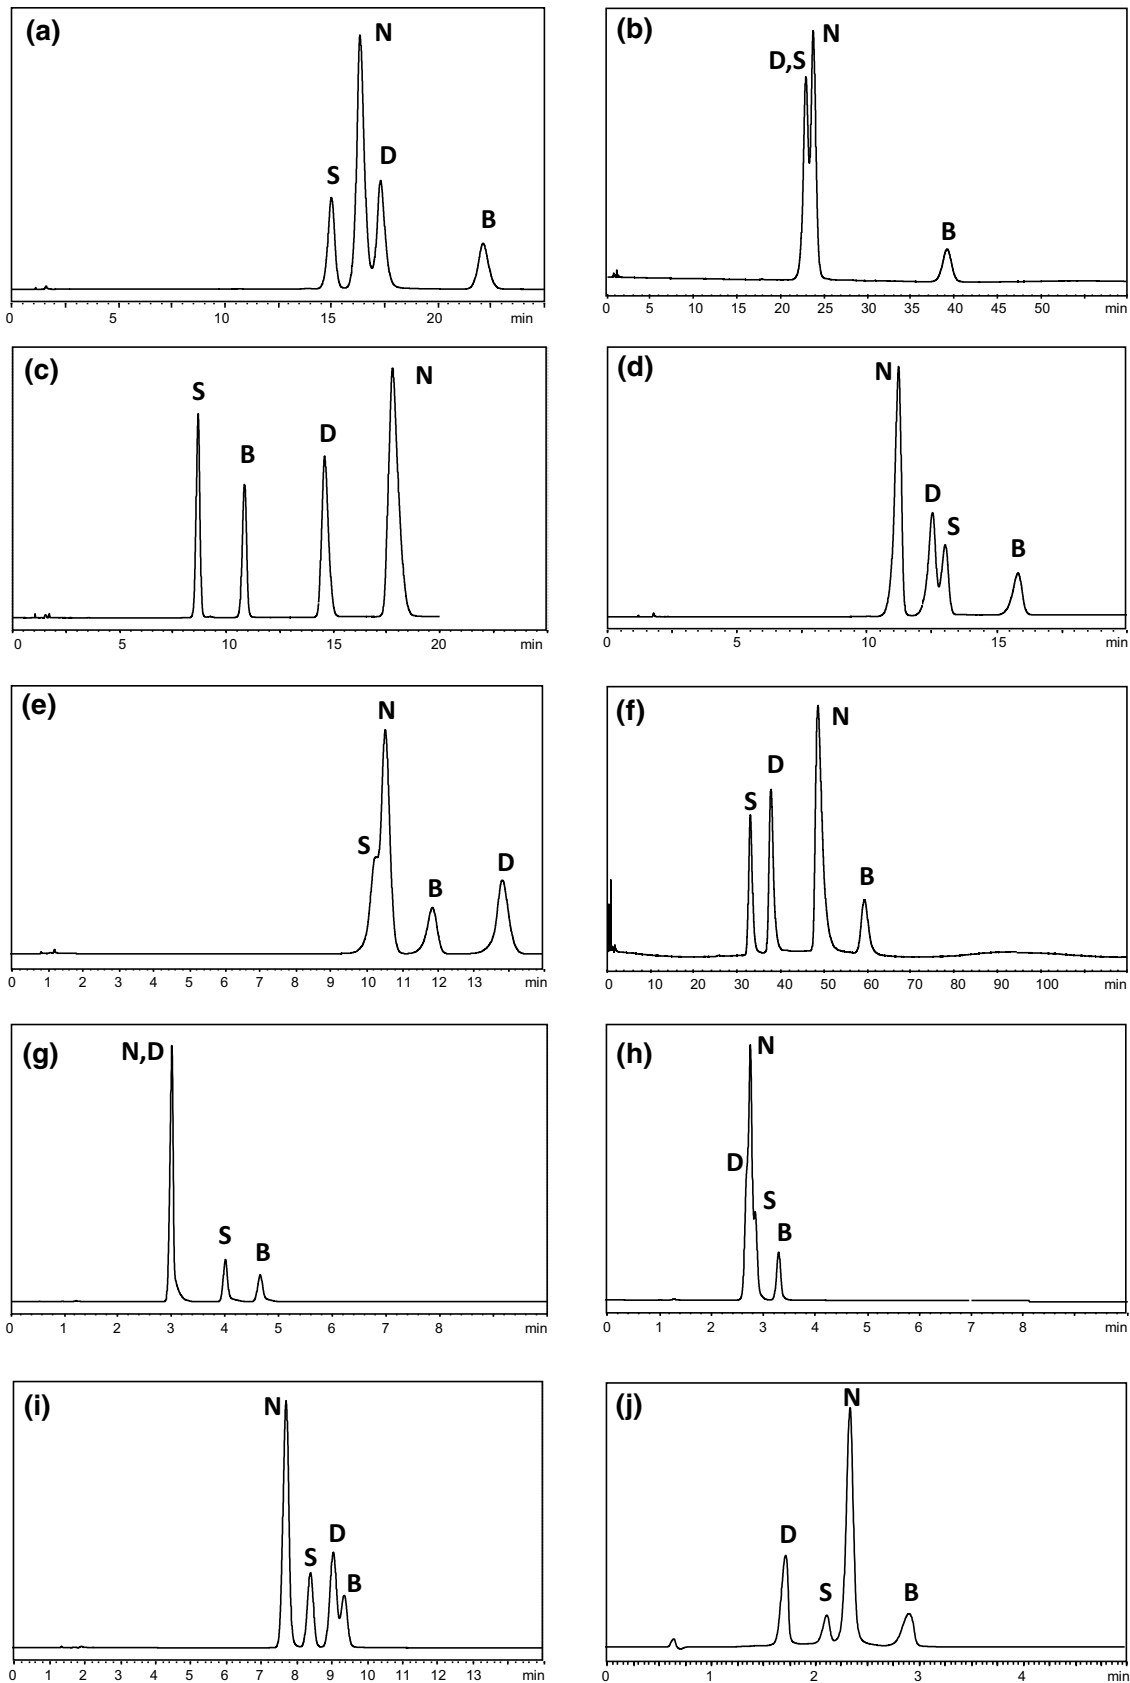 (a)
N
D
S
B
0 5 10 15 20 min
(b)
N
D,S
B
0 5 10 15 20 25 30 35 40 45 50 min
(c)
N
S
D
B
0 5 10 15 20 min
(d)
N
D
S
B
5 10 15 min
(e)
N
S
B
D
0 1 2 3 4 5 6 7 8 9 10 11 12 13 min
(f)
N
D
S
B
0 10 20 30 40 50 60 70 80 90 100 min
(g)
N,D
S
B
0 1 2 3 4 5 6 7 8 min
(h)
N
D
S
B
0 1 2 3 4 5 6 7 8 min
(i)
N
D
S
B
0 1 2 3 4 5 6 7 8 9 10 11 12 13 min
(j)
N
D
S
B
0 1 2 3 4 min